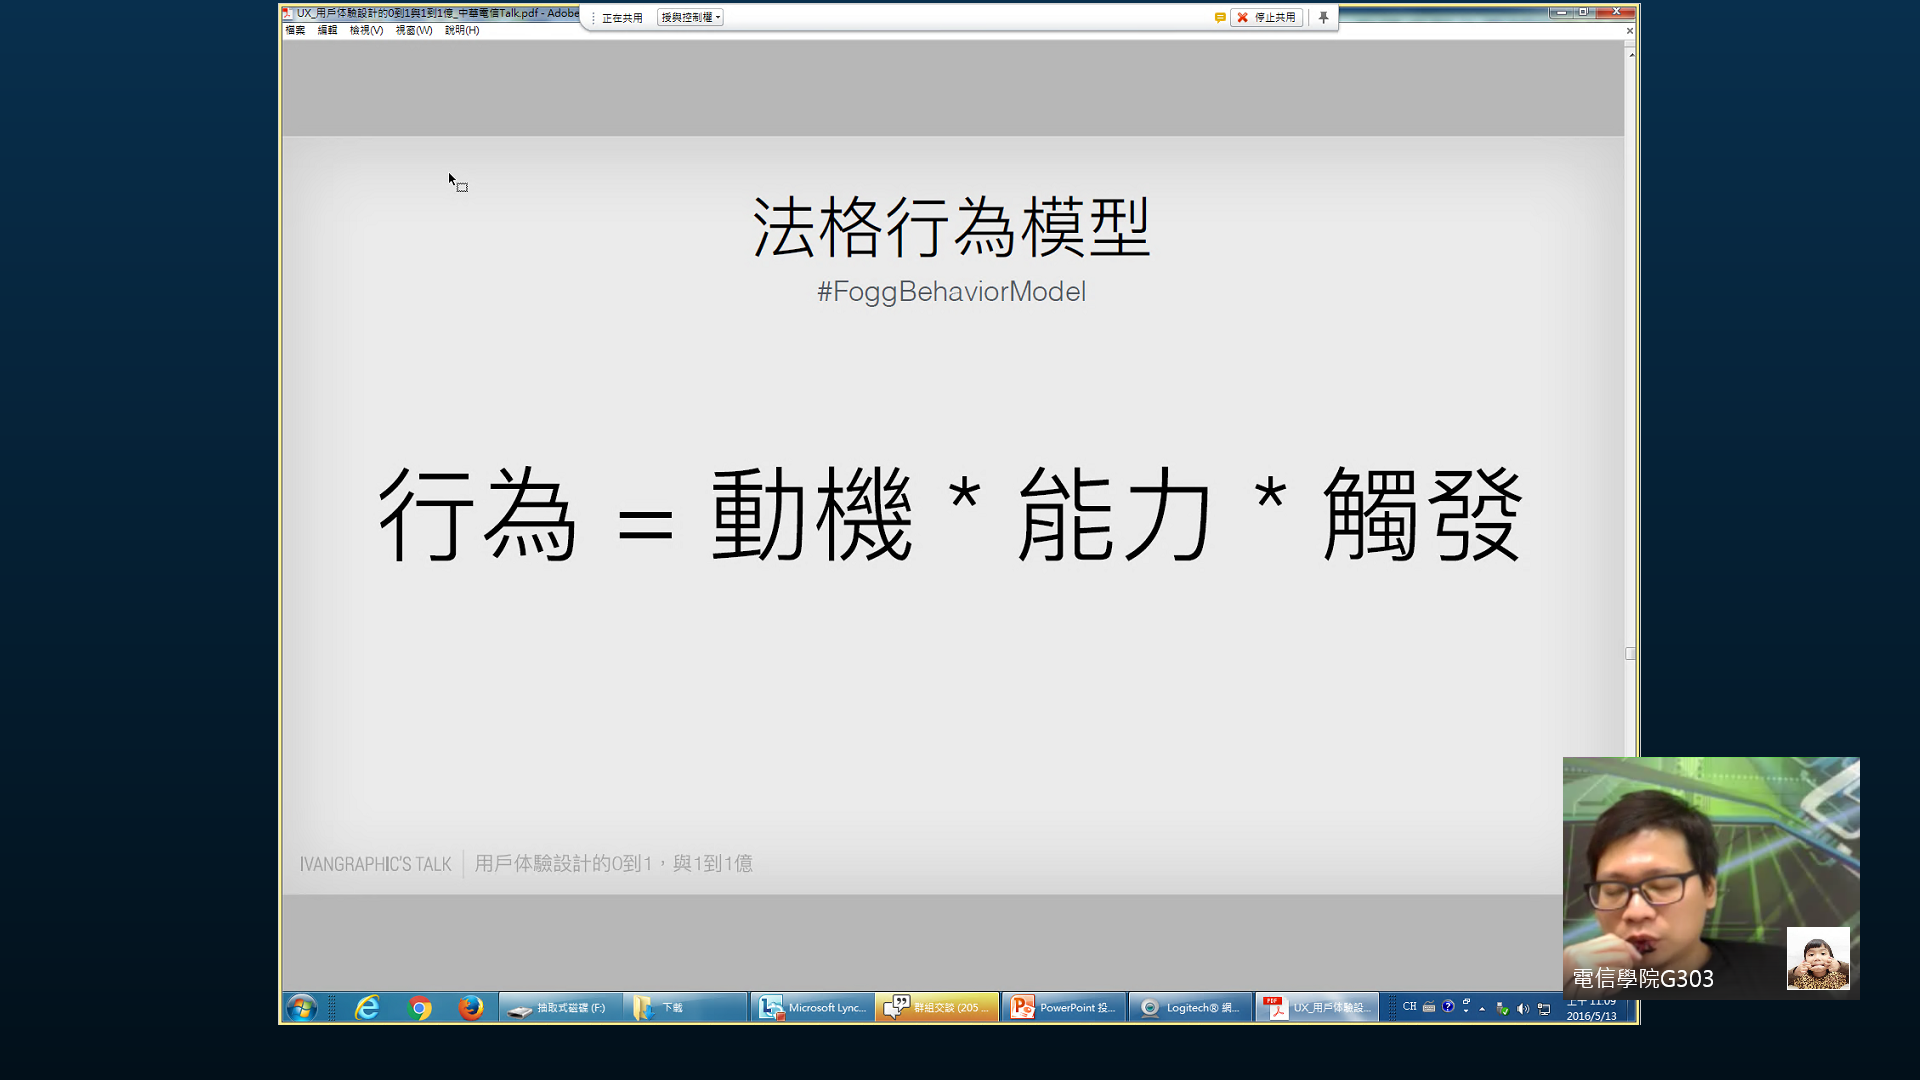 UX_用戶体驗設計的0到1與1到1億_中華電信Talk.pdf - Adobe
正在共用
授與控制權
停止共用
檔案 編輯 檢視(V) 視窗(W) 說明(H)
法格行為模型
#FoggBehaviorModel
行為 = 動機 * 能力 * 觸發
IVANGRAPHIC'S TALK
用戶体驗設計的0到1，與1到1億
電信學院G303
抽取式磁碟 (F:)
下載
Microsoft Lync...
群組交談 (205 ...
PowerPoint 投...
Logitech® 網...
UX_用戶体驗設...
CH
上午 11:09
2016/5/13